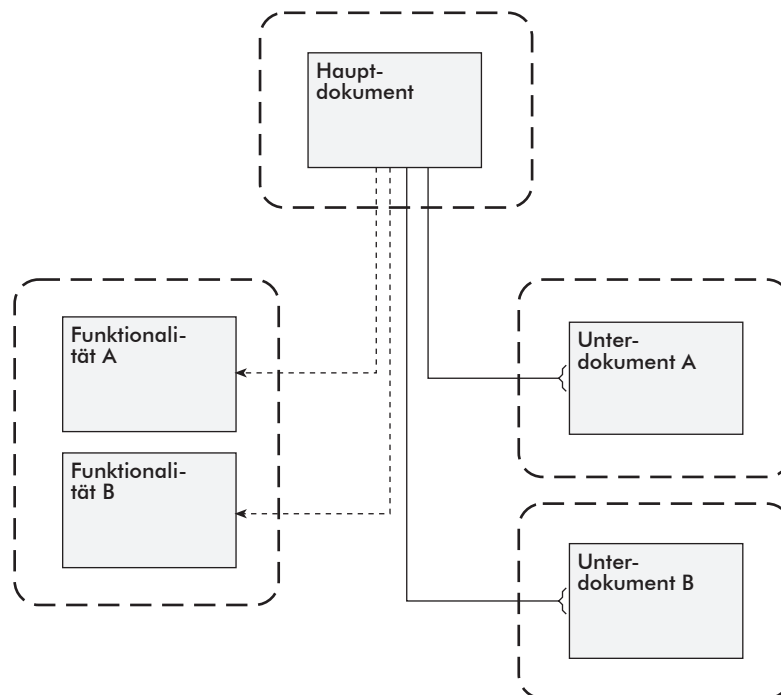 Haupt-
dokument
Funktionali-
tät A
Funktionali-
tät B
Unter-
dokument A
Unter-
dokument B